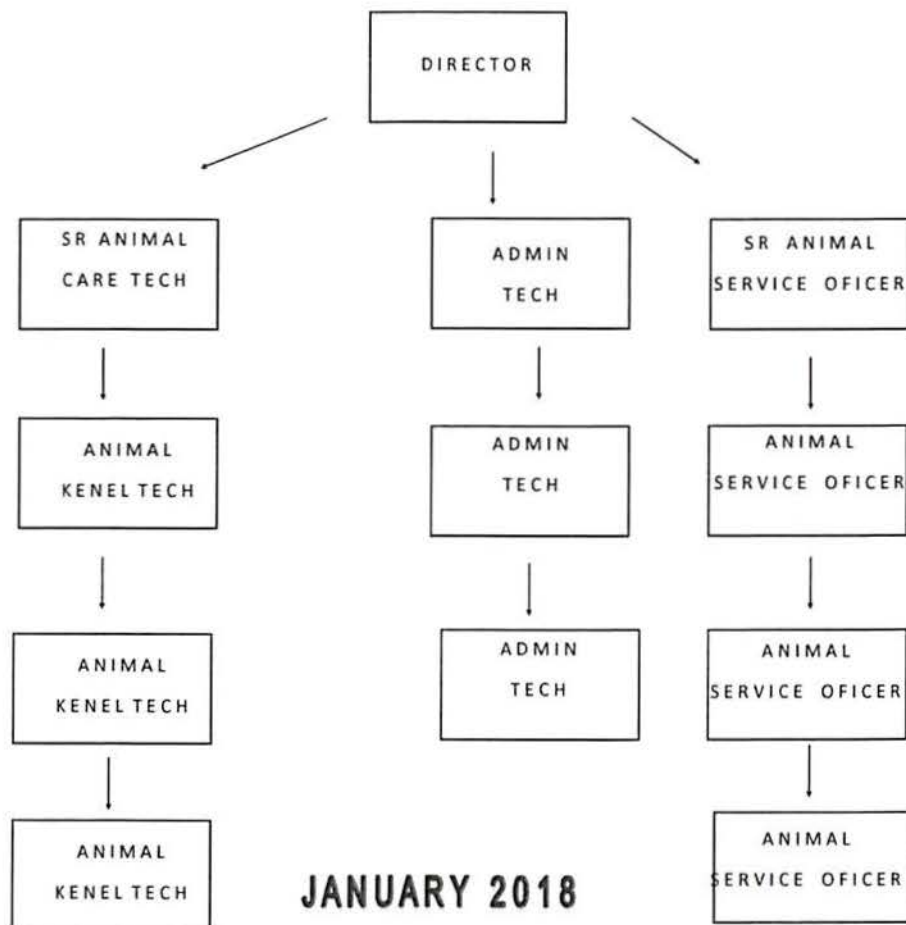 DIRECTOR
SR ANIMAL
CARE TECH
ADMIN
TECH
SR ANIMAL
SERVICE OFICER
ANIMAL
KENEL TECH
ADMIN
TECH
ANIMAL
SERVICE OFICER
ANIMAL
KENEL TECH
ADMIN
TECH
ANIMAL
SERVICE OFICER
ANIMAL
KENEL TECH
ANIMAL
SERVICE OFICER
JANUARY 2018